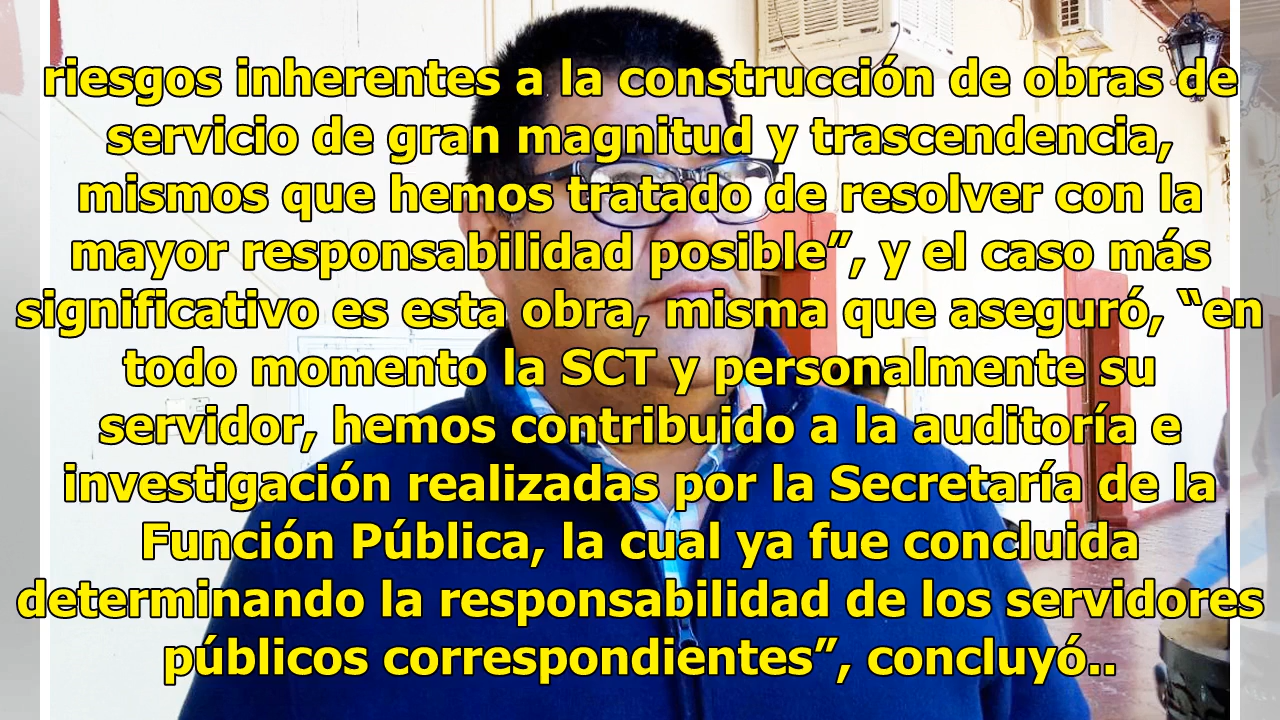 riesgos inherentes a la construcción de obras de
servicio de gran magnitud y trascendencia,
mismos que hemos tratado de resolver con la
mayor responsabilidad posible”, y el caso más
significativo es esta obra, misma que aseguró, “en
todo momento la SCT y personalmente su
servidor, hemos contribuido a la auditoría e
investigación realizadas por la Secretaría de la
Función Pública, la cual ya fue concluida
determinando la responsabilidad de los servidores
públicos correspondientes”, concluyó..